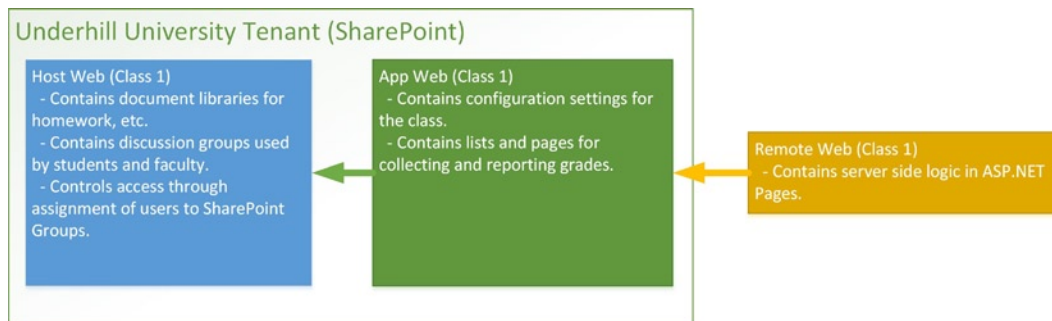 Underhill University Tenant (SharePoint)
Host Web (Class 1)
- Contains document libraries for
homework, etc.
- Contains discussion groups used
by students and faculty.
- Controls access through
assignment of users to SharePoint
Groups.
App Web (Class 1)
- Contains configuration settings for
the class.
- Contains lists and pages for
collecting and reporting grades.
Remote Web (Class 1)
- Contains server side logic in ASP.NET
Pages.